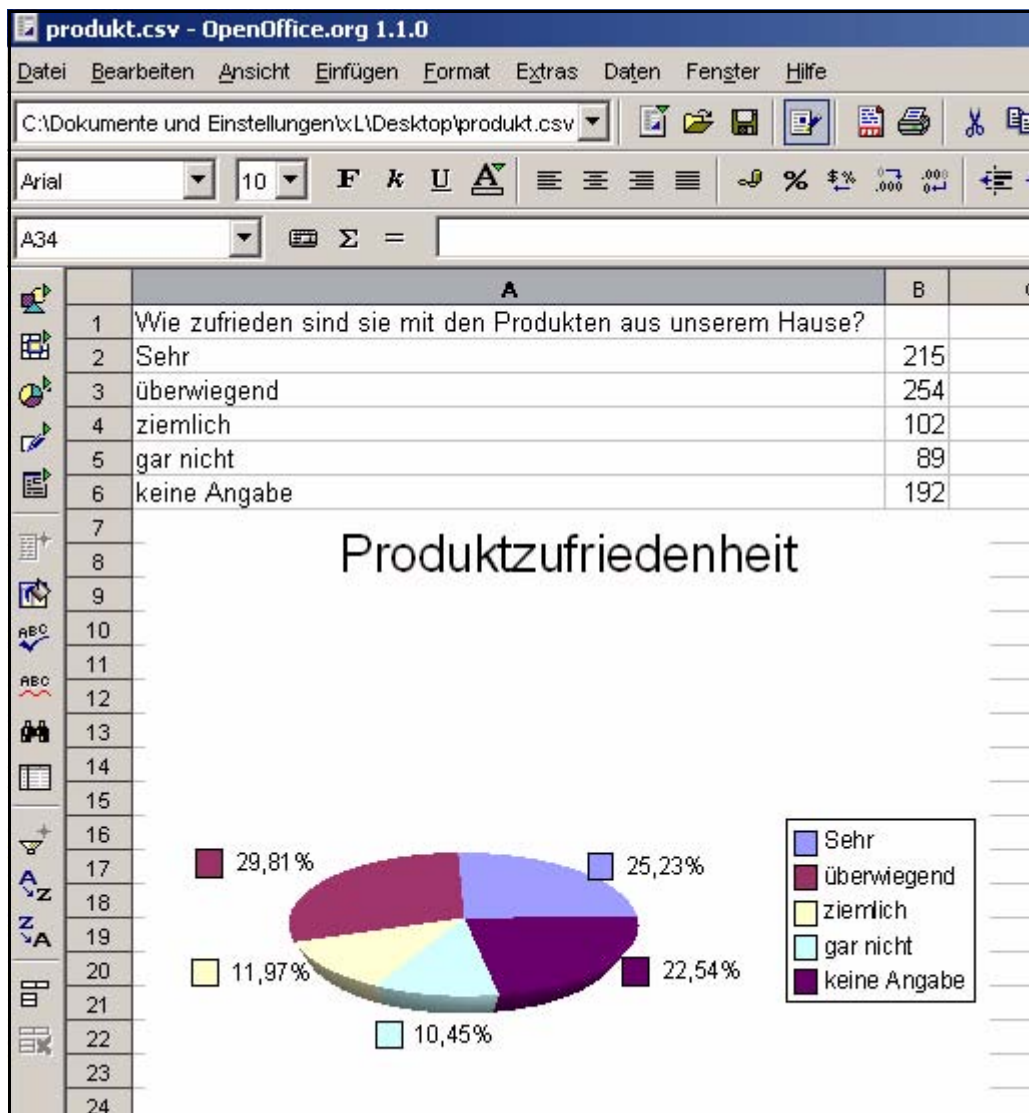 produkt.csv - OpenOffice.org 1.1.0
Datei Bearbeiten Ansicht Einfügen Format Extras Daten Fenster Hilfe
C:\Dokumente und Einstellungen\xL\Desktop\produkt.csv
Arial 10 F k U A % $% .000 .000
A34 Σ =
A B
1 Wie zufrieden sind sie mit den Produkten aus unserem Hause?
2 Sehr 215
3 überwiegend 254
4 ziemlich 102
5 gar nicht 89
6 keine Angabe 192
7
Produktzufriedenheit
8
9
ABC 10
11
ABC
12
13
14
15
16 Sehr
17 29,81% 25,23% überwiegend
A Z
18 ziemlich
Z A
19 gar nicht
20 11,97% 22,54% keine Angabe
21
22 10,45%
23
24